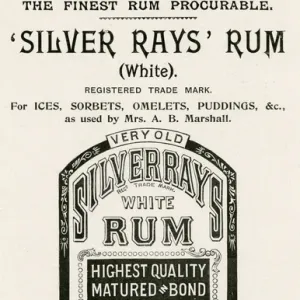 THE FINEST RUM PROCURABLE.
‘SILVER RAYS’ RUM
(White).
REGISTERED TRADE MARK.
For ICES, SORBETS, OMELETS, PUDDINGS, &c.,
as used by Mrs. A. B. Marshall.
VERY OLD
SILVER RAYS
REGD TRADE MARK.
WHITE
RUM
HIGHEST QUALITY
MATURED IN BOND